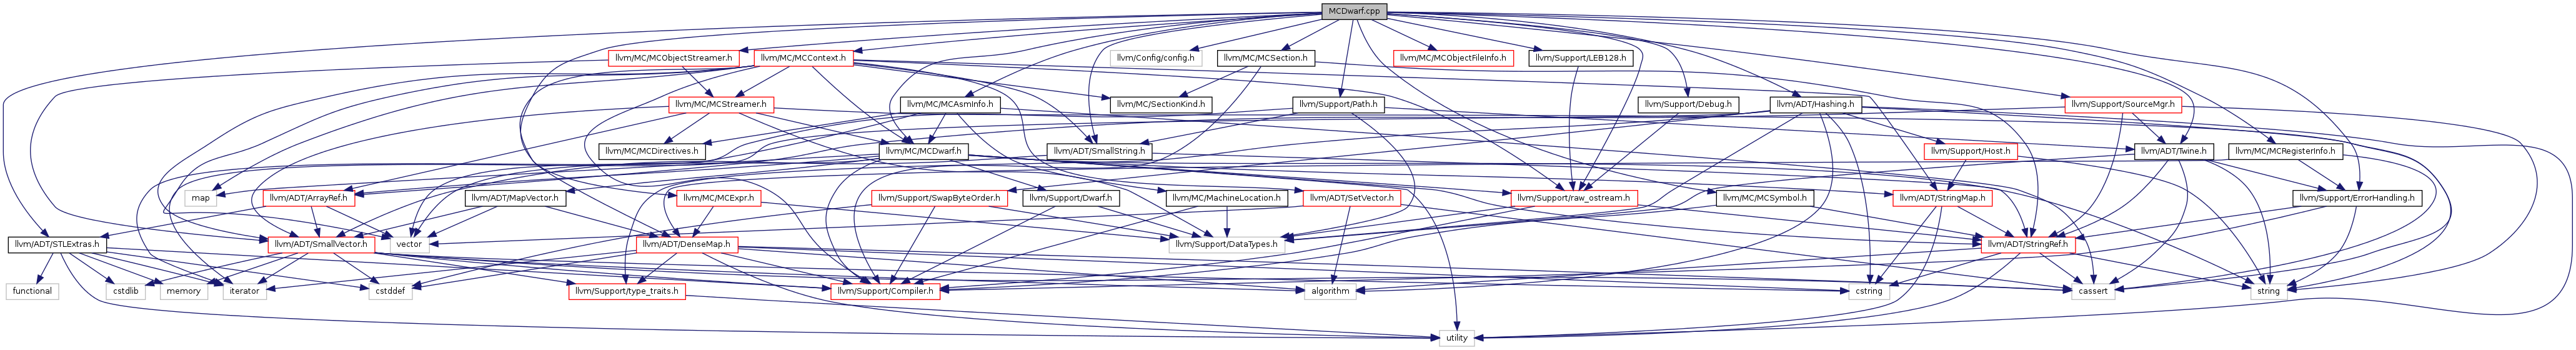 MCDwarf.cpp
llvm/MC/MCObjectStreamer.h
llvm/MC/MCContext.h
llvm/Config/config.h
llvm/MC/MCSection.h
llvm/MC/MCObjectFileInfo.h
llvm/Support/LEB128.h
llvm/MC/MCStreamer.h
llvm/MC/MCAsmInfo.h
llvm/MC/SectionKind.h
llvm/Support/Path.h
llvm/Support/Debug.h
llvm/ADT/Hashing.h
llvm/Support/SourceMgr.h
llvm/MC/MCDirectives.h
llvm/MC/MCDwarf.h
llvm/ADT/SmallString.h
llvm/Support/Host.h
llvm/ADT/Twine.h
llvm/MC/MCRegisterInfo.h
map
llvm/ADT/ArrayRef.h
llvm/ADT/MapVector.h
llvm/MC/MCExpr.h
llvm/Support/SwapByteOrder.h
llvm/Support/Dwarf.h
llvm/MC/MachineLocation.h
llvm/ADT/SetVector.h
llvm/Support/raw_ostream.h
llvm/MC/MCSymbol.h
llvm/ADT/StringMap.h
llvm/Support/ErrorHandling.h
llvm/ADT/STLExtras.h
llvm/ADT/SmallVector.h
vector
llvm/ADT/DenseMap.h
llvm/Support/DataTypes.h
llvm/ADT/StringRef.h
functional
cstdlib
memory
iterator
cstddef
llvm/Support/type_traits.h
llvm/Support/Compiler.h
algorithm
cstring
cassert
string
utility